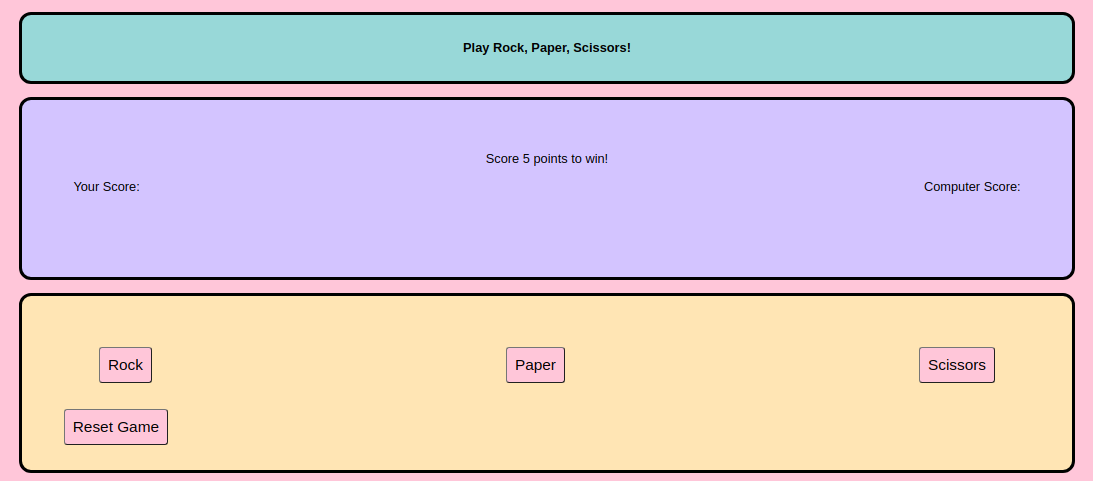 Play Rock, Paper, Scissors!
Score 5 points to win!
Your Score:
Computer Score:
Rock
Paper
Scissors
Reset Game